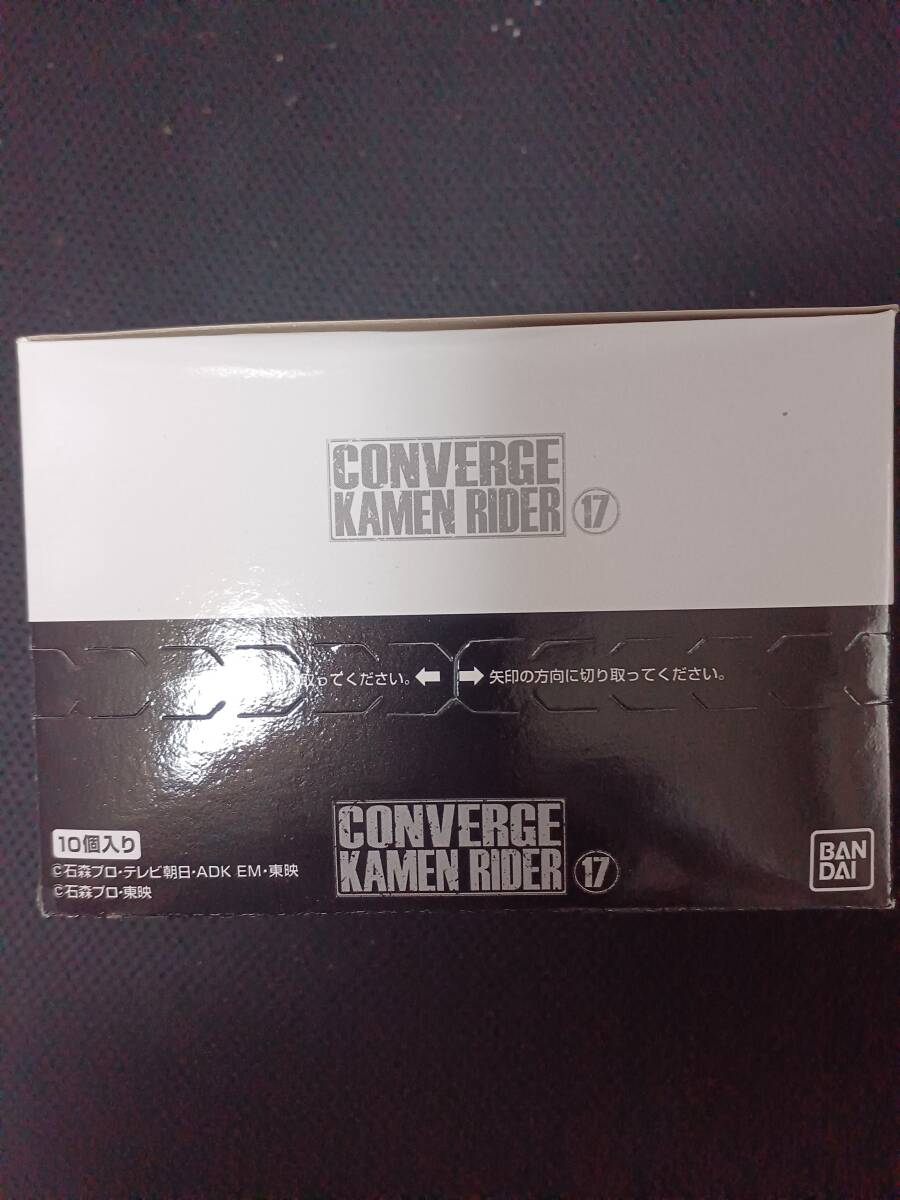 CONVERGE
KAMEN RIDER 17
取ってください。 ⬅ ➡ 矢印の方向に切り取ってください。
CONVERGE
KAMEN RIDER 17
10個入り
©石森プロ・テレビ朝日・ADK EM・東映
©石森プロ・東映
BAN
DAI